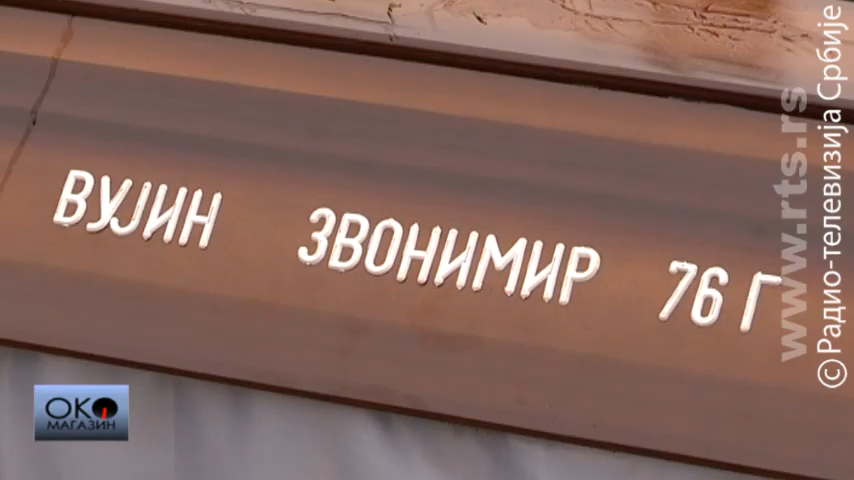 ВУЈИН ЗВОНИМИР 76 Г
ОКО
МАГАЗИН
www.rts.rs
© Радио-телевизија Србије